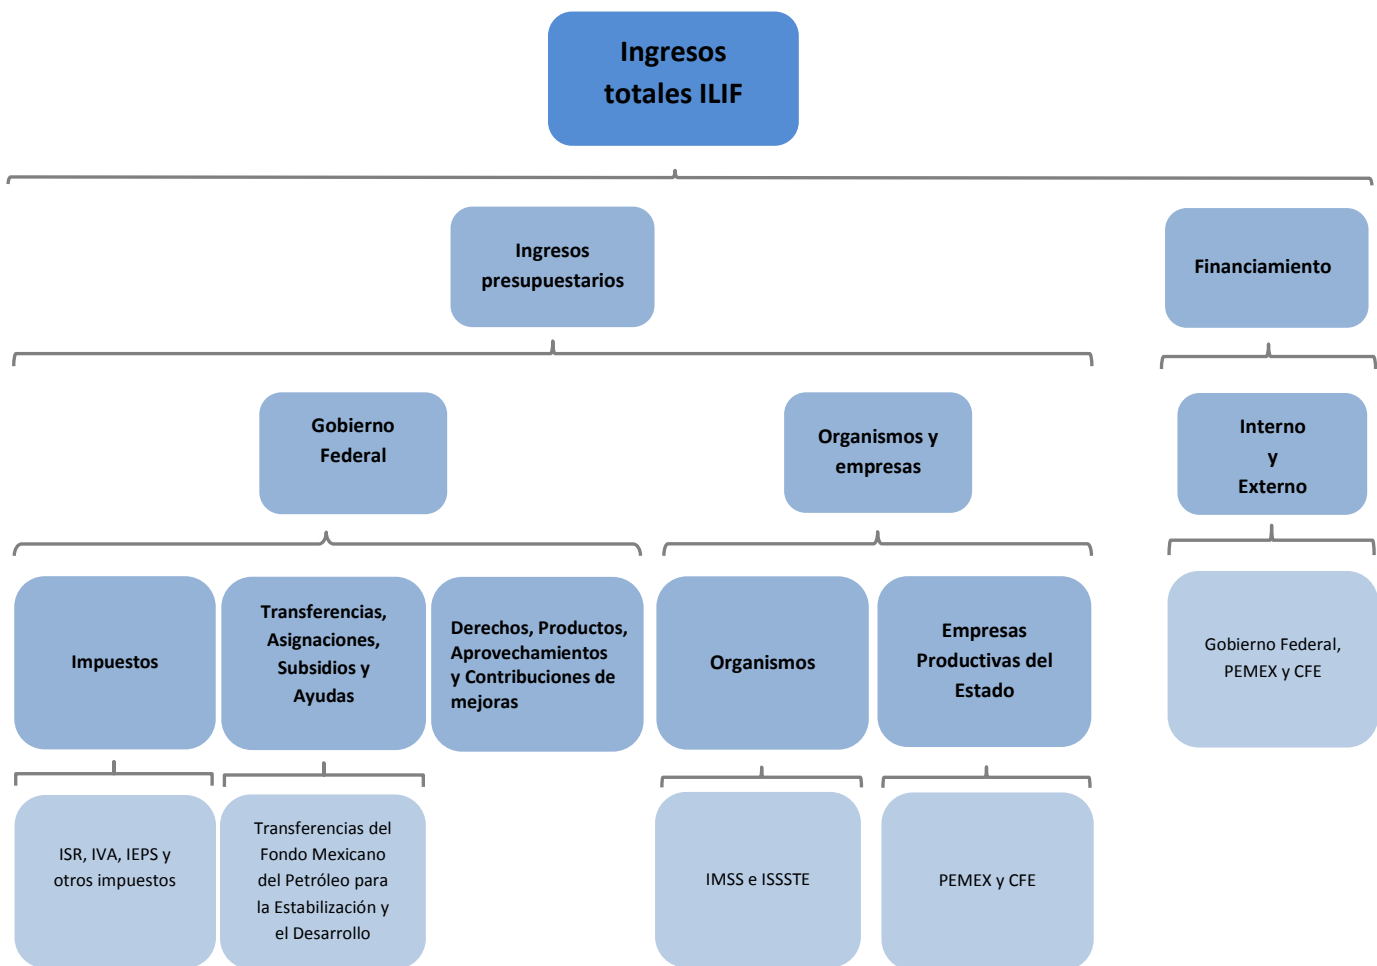 Ingresos
totales ILIF
Ingresos
presupuestarios
Financiamiento
Gobierno
Federal
Organismos y
empresas
Interno
y
Externo
Impuestos
Transferencias,
Asignaciones,
Subsidios y
Ayudas
Derechos, Productos,
Aprovechamientos
y Contribuciones de
mejoras
Organismos
Empresas
Productivas del
Estado
Gobierno Federal,
PEMEX y CFE
ISR, IVA, IEPS y
otros impuestos
Transferencias del
Fondo Mexicano
del Petróleo para
la Estabilización y
el Desarrollo
IMSS e ISSSTE
PEMEX y CFE